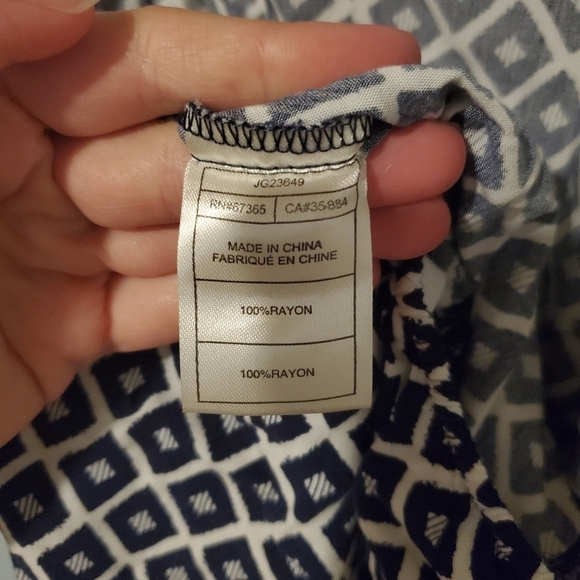 JG23649
RN#67365 CA#35884
MADE IN CHINA
FABRIQUÉ EN CHINE
100%RAYON
100%RAYON